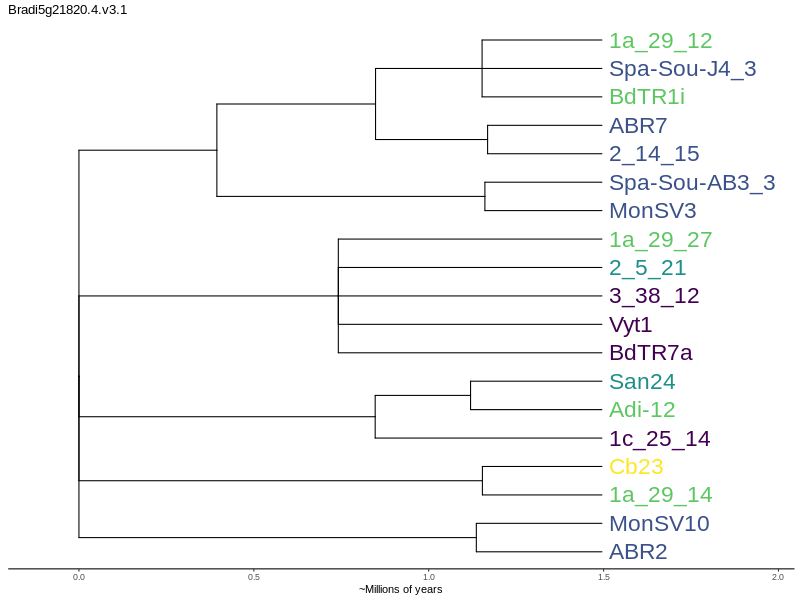 Bradi5g21820.4.v3.1
1a_29_12
Spa-Sou-J4_3
BdTR1i
ABR7
2_14_15
Spa-Sou-AB3_3
MonSV3
1a_29_27
2_5_21
3_38_12
Vyt1
BdTR7a
San24
Adi-12
1c_25_14
Cb23
1a_29_14
MonSV10
ABR2
0.0 0.5 1.0 1.5 2.0
~Millions of years